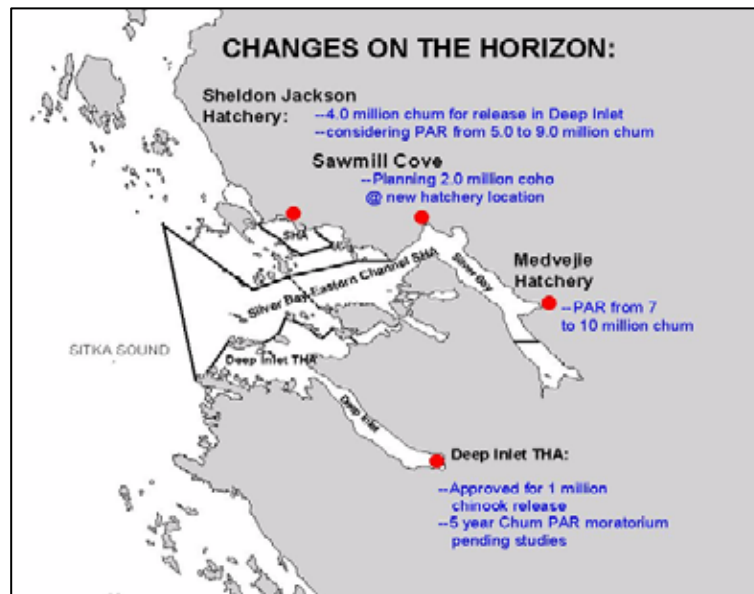 CHANGES ON THE HORIZON:
Sheldon Jackson
Hatchery:
--4.0 million chum for release in Deep Inlet
--considering PAR from 5.0 to 9.0 million chum
Sawmill Cove
--Planning 2.0 million coho
@ new hatchery location
SHA
Silver Bay Eastern Channel SHA
Silver Bay
Medvejie
Hatchery
--PAR from 7
to 10 million chum
SITKA SOUND
Deep Inlet THA
Deep Inlet
Deep Inlet THA:
--Approved for 1 million
chinook release
--5 year Chum PAR moratorium
pending studies